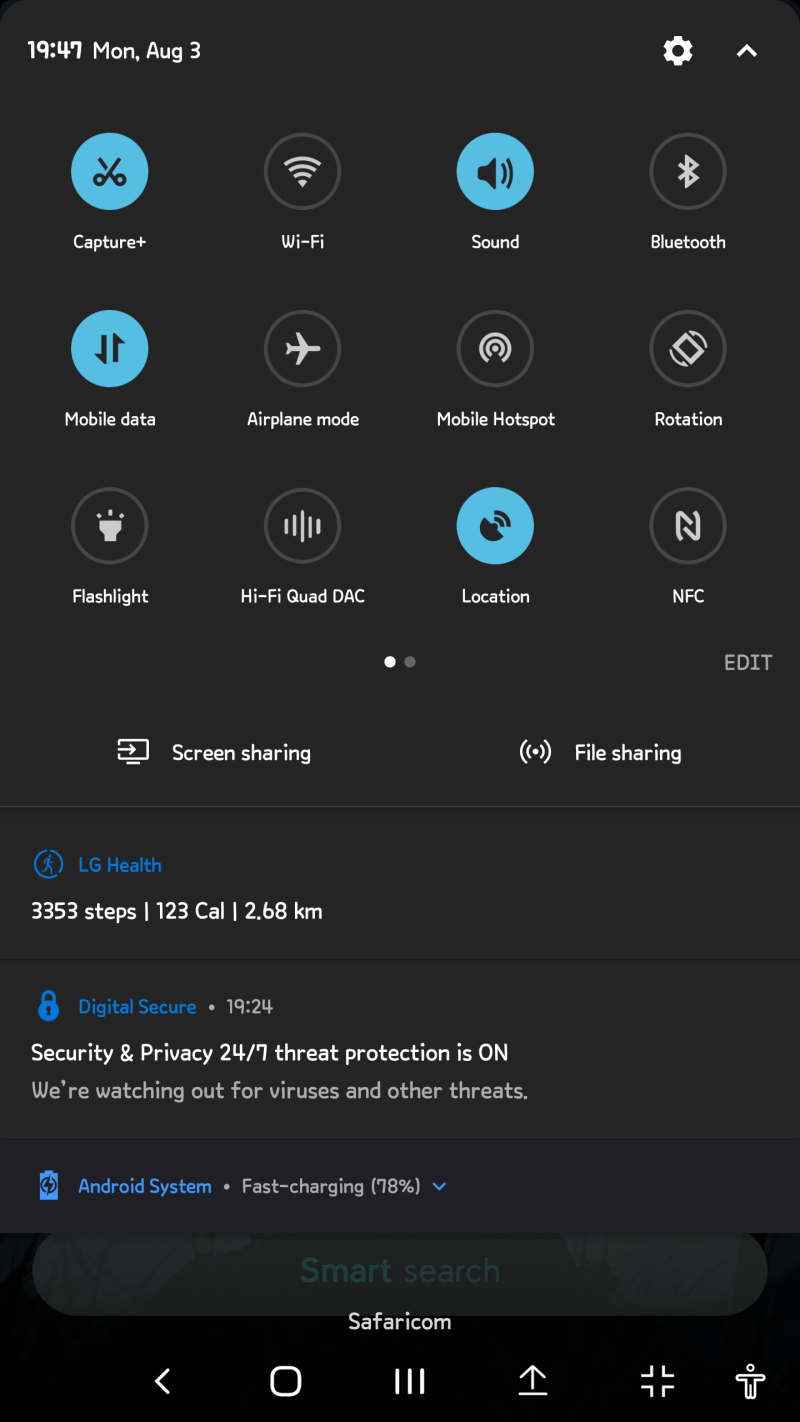 19:47 Mon, Aug 3
Capture+ Wi-Fi Sound Bluetooth
Mobile data Airplane mode Mobile Hotspot Rotation
Flashlight Hi-Fi Quad DAC Location NFC
EDIT
Screen sharing File sharing
LG Health
3353 steps | 123 Cal | 2.68 km
Digital Secure • 19:24
Security & Privacy 24/7 threat protection is ON
We're watching out for viruses and other threats.
Android System • Fast-charging (78%)
Smart search
Safaricom